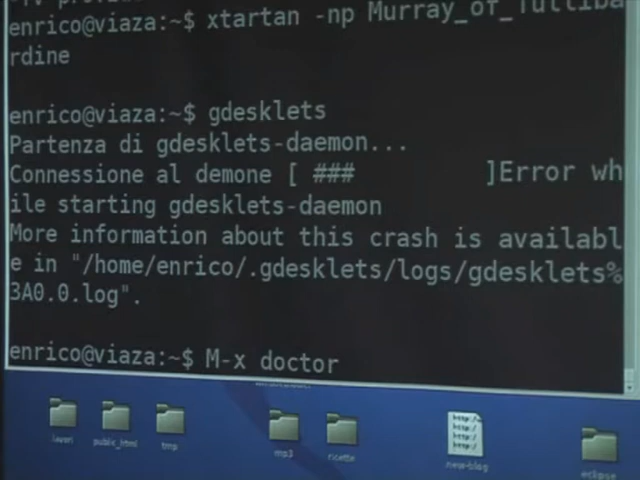 enrico@viaza:~$ xtartan -np Murray_of_Tulliba
rdine
enrico@viaza:~$ gdesklets
Partenza di gdesklets-daemon...
Connessione al demone [ ###          ]Error wh
ile starting gdesklets-daemon
More information about this crash is availabl
e in "/home/enrico/.gdesklets/logs/gdesklets%
3A0.0.log".
enrico@viaza:~$ M-x doctor
lavori
public_html
tmp
mp3
ricette
new-blog
eclipse